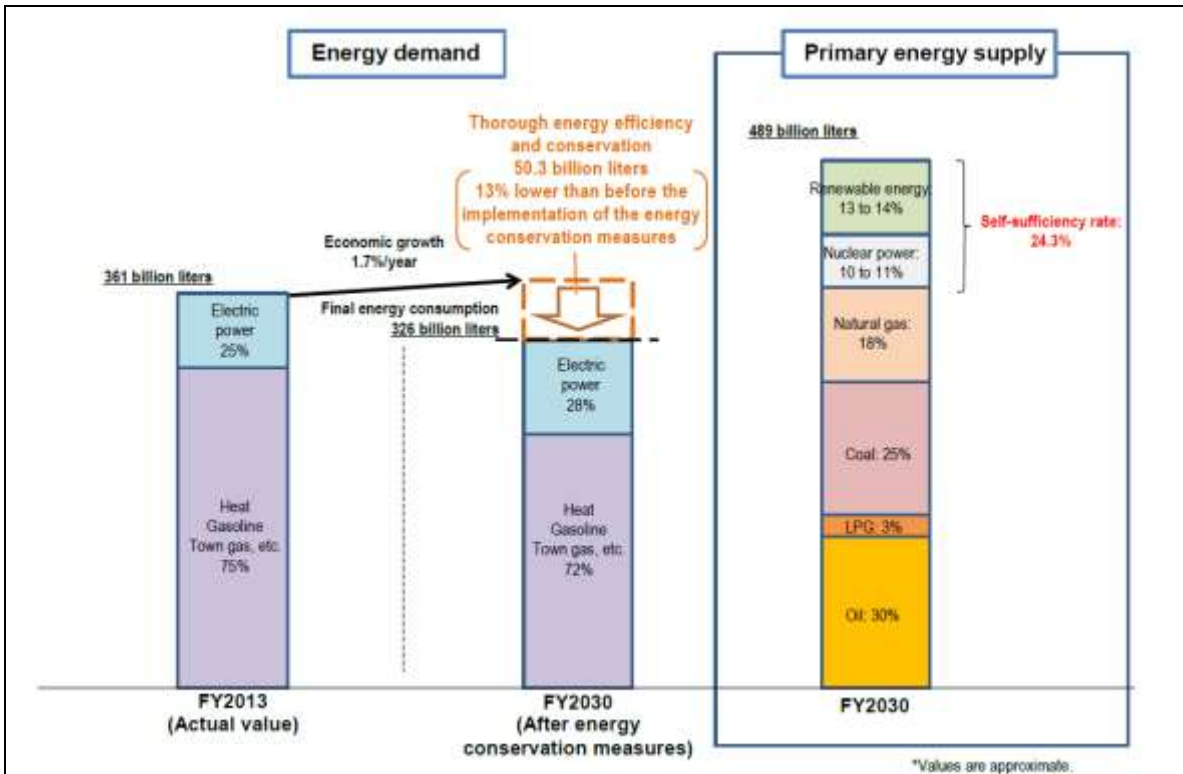 Energy demand
Primary energy supply
Thorough energy efficiency
and conservation
50.3 billion liters
13% lower than before the
implementation of the energy
conservation measures
Economic growth
1.7%/year
361 billion liters
Final energy consumption
326 billion liters
Electric
power
25%
Heat
Gasoline
Town gas, etc.
75%
Electric
power
28%
Heat
Gasoline
Town gas, etc.
72%
489 billion liters
Renewable energy:
13 to 14%
Nuclear power:
10 to 11%
Self-sufficiency rate:
24.3%
Natural gas:
18%
Coal: 25%
LPG: 3%
Oil: 30%
FY2013
(Actual value)
FY2030
(After energy
conservation measures)
FY2030
*Values are approximate.